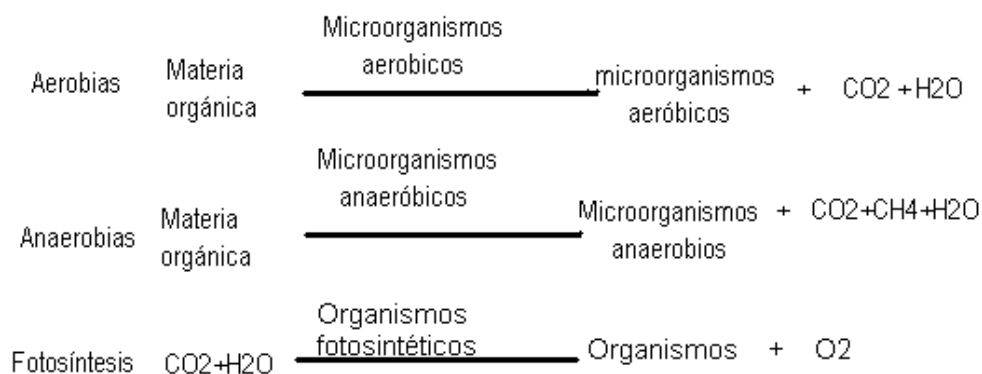 Microorganismos
aerobicos
Aerobias Materia
orgánica
microorganismos + CO2 +H2O
aeróbicos
Microorganismos
anaeróbicos
Anaerobias Materia
orgánica
Microorganismos + CO2+CH4+H2O
anaerobios
Organismos
fotosintéticos
Fotosíntesis CO2+H2O Organismos + O2